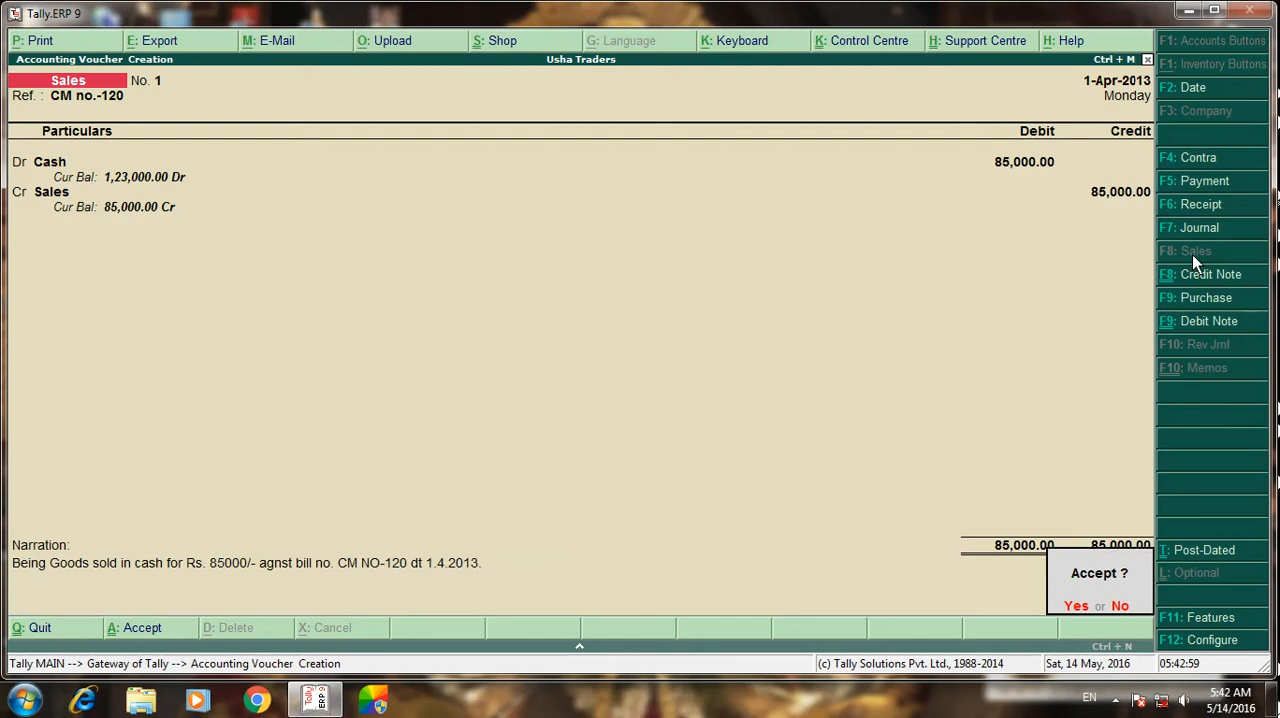 Tally.ERP 9
P: Print E: Export M: E-Mail O: Upload S: Shop G: Language K: Keyboard K: Control Centre H: Support Centre H: Help
Accounting Voucher Creation Usha Traders Ctrl + M
Sales No. 1 1-Apr-2013
Ref. : CM no.-120 Monday
Particulars Debit Credit
Dr Cash 85,000.00
Cur Bal: 1,23,000.00 Dr
Cr Sales 85,000.00
Cur Bal: 85,000.00 Cr
Narration: 85,000.00 85,000.00
Being Goods sold in cash for Rs. 85000/- agnst bill no. CM NO-120 dt 1.4.2013.
Accept ?
Yes or No
F1: Accounts Buttons
F1: Inventory Buttons
F2: Date
F3: Company
F4: Contra
F5: Payment
F6: Receipt
F7: Journal
F8: Sales
F8: Credit Note
F9: Purchase
F9: Debit Note
F10: Rev Jrnl
F10: Memos
T: Post-Dated
L: Optional
F11: Features
F12: Configure
Q: Quit A: Accept D: Delete X: Cancel
Ctrl + N
Tally MAIN --> Gateway of Tally --> Accounting Voucher Creation (c) Tally Solutions Pvt. Ltd., 1988-2014 Sat, 14 May, 2016 05:42:59
Tally ERP 9
EN
5:42 AM
5/14/2016